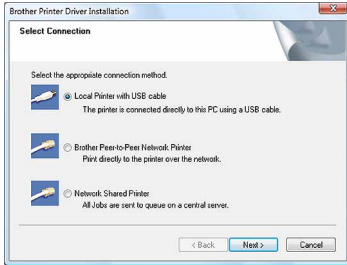 Brother Printer Driver Installation
Select Connection
Select the appropriate connection method.
Local Printer with USB cable
The printer is connected directly to this PC using a USB cable.
Brother Peer-to-Peer Network Printer
Print directly to the printer over the network.
Network Shared Printer
All Jobs are sent to queue on a central server.
< Back Next > Cancel